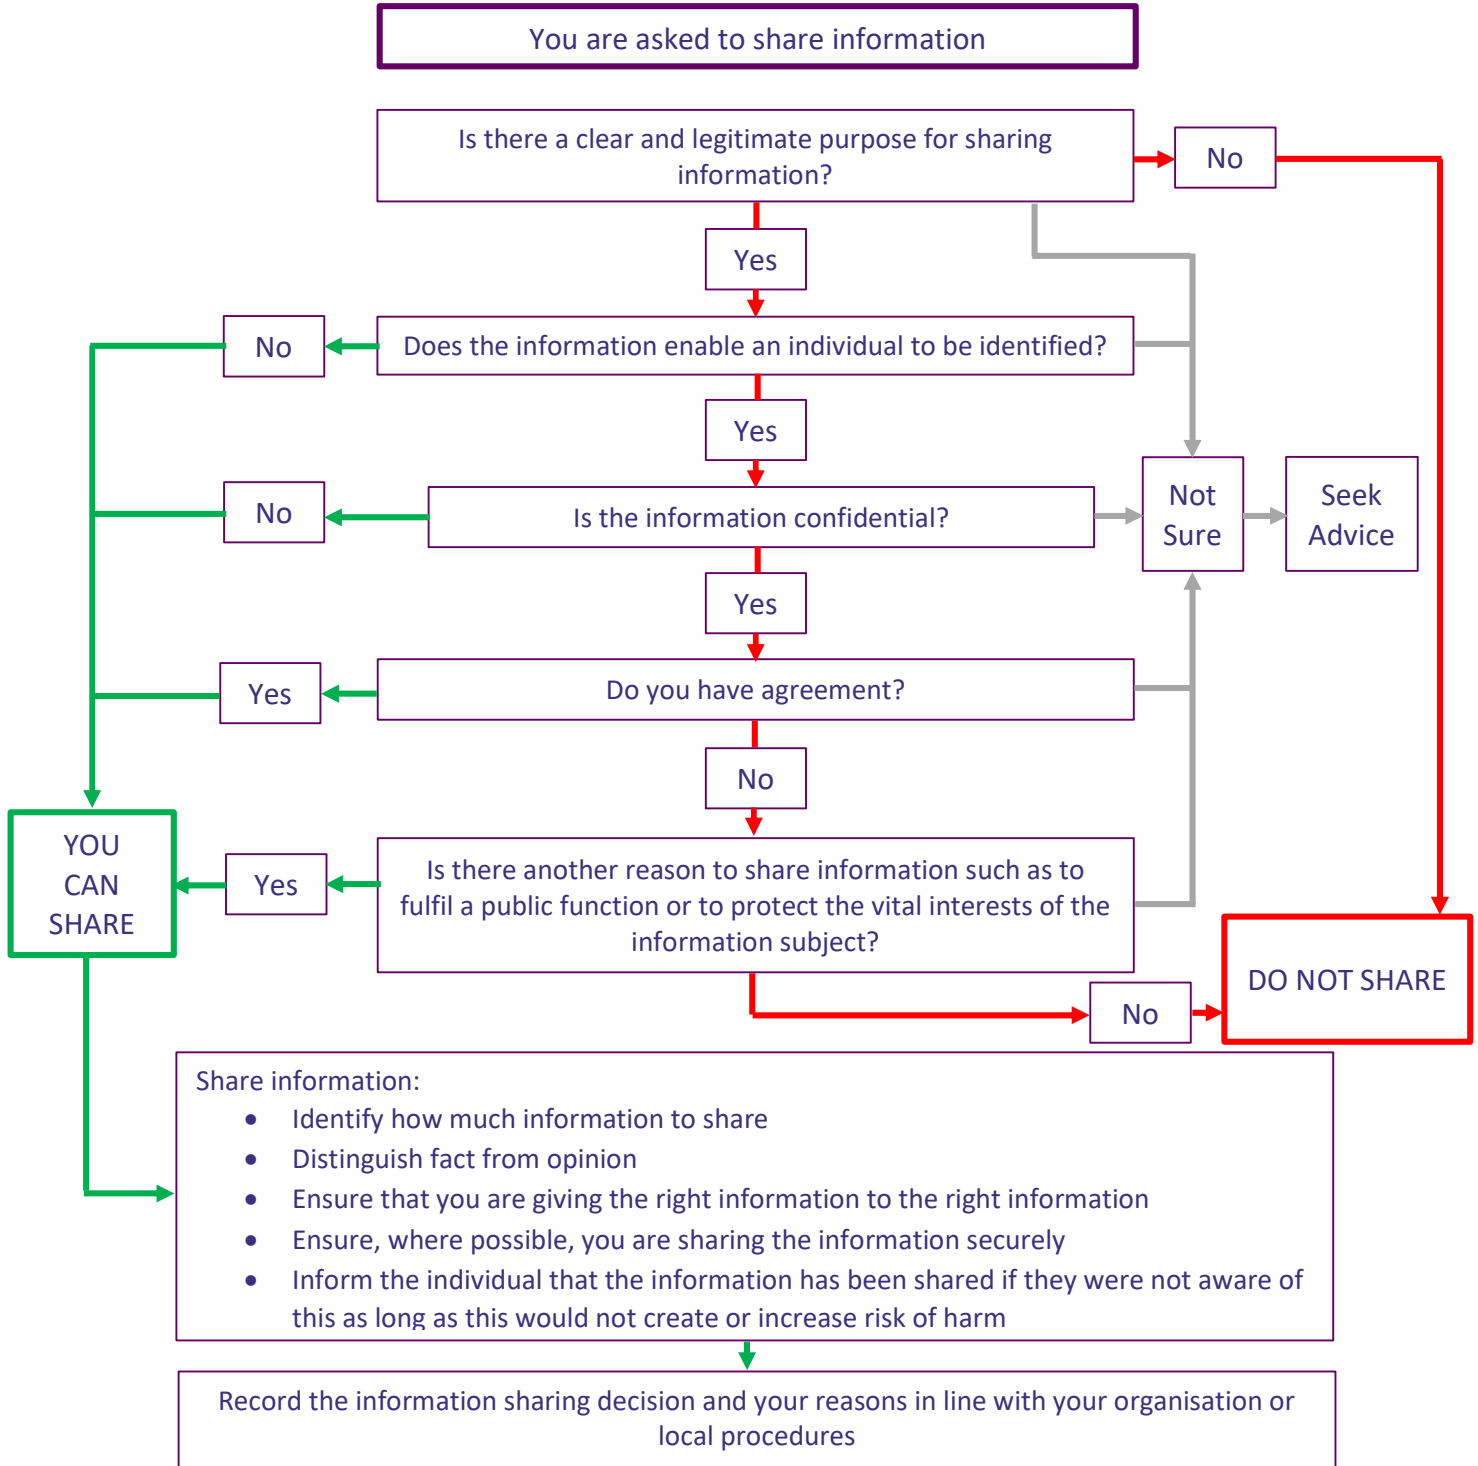 You are asked to share information
Is there a clear and legitimate purpose for sharing
information?
No
Yes
No
Does the information enable an individual to be identified?
Yes
No
Is the information confidential?
Not
Sure
Seek
Advice
Yes
Yes
Do you have agreement?
No
YOU
CAN
SHARE
Yes
Is there another reason to share information such as to
fulfil a public function or to protect the vital interests of the
information subject?
No
DO NOT SHARE
Share information:
• Identify how much information to share
• Distinguish fact from opinion
• Ensure that you are giving the right information to the right information
• Ensure, where possible, you are sharing the information securely
• Inform the individual that the information has been shared if they were not aware of
this as long as this would not create or increase risk of harm
Record the information sharing decision and your reasons in line with your organisation or
local procedures